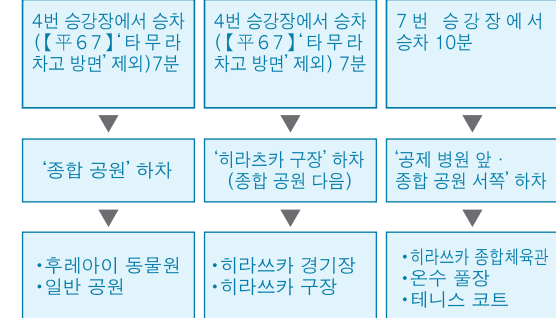 4번 승강장에서 승차
(【平６７】‘타무라
차고 방면’ 제외)7분
4번 승강장에서 승차
(【平６７】‘타무라
차고 방면’ 제외) 7분
7번 승강장에서
승차 10분
‘종합 공원’ 하차
‘히라츠카 구장’ 하차
(종합 공원 다음)
‘공제 병원 앞 ·
종합 공원 서쪽’ 하차
•후레아이 동물원
•일반 공원
•히라쓰카 경기장
•히라쓰카 구장
•히라쓰카 종합체육관
•온수 풀장
•테니스 코트